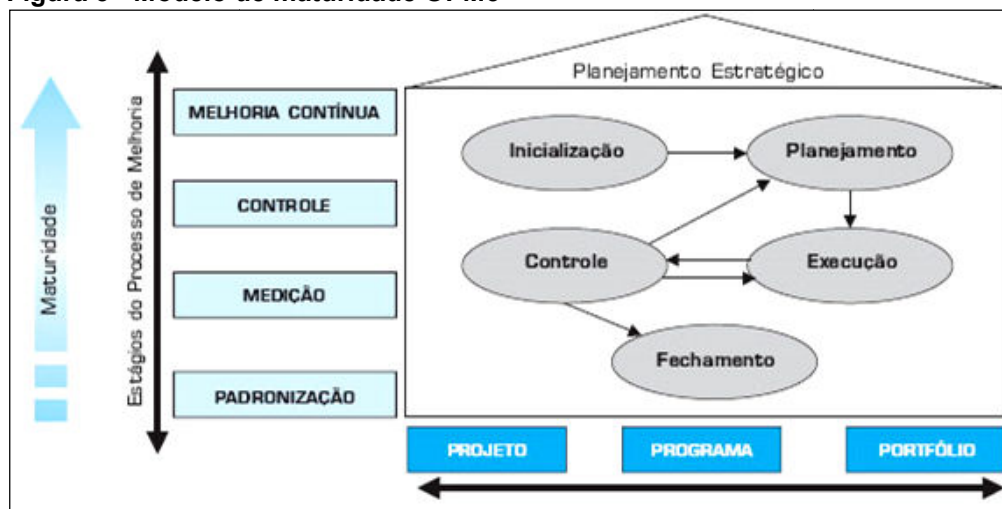 Planejamento Estratégico
Maturidade
Estágios do Processo de Melhoria
MELHORIA CONTÍNUA
CONTROLE
MEDIÇÃO
PADRONIZAÇÃO
Inicialização
Planejamento
Controle
Execução
Fechamento
PROJETO
PROGRAMA
PORTFÓLIO